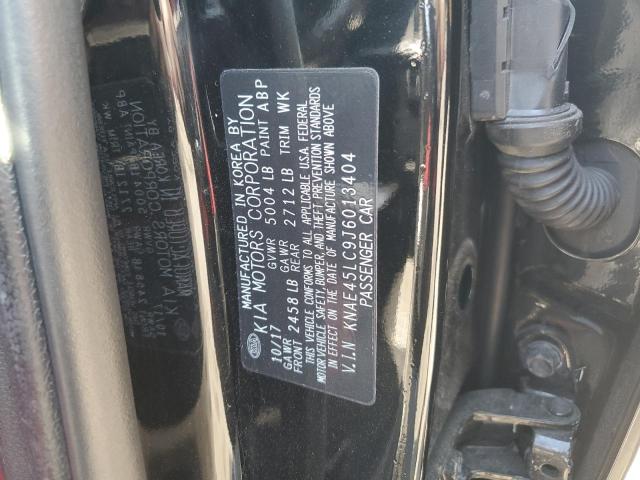 MANUFACTURED IN KOREA BY
KIA MOTORS CORPORATION
10/17 GVWR 5004 LB PAINT ABP
GAWR GAWR TRIM WK
FRONT 2458 LB REAR 2712 LB
THIS VEHICLE CONFORMS TO ALL APPLICABLE U.S.A. FEDERAL
MOTOR VEHICLE SAFETY, BUMPER, AND THEFT PREVENTION STANDARDS
IN EFFECT ON THE DATE OF MANUFACTURE SHOWN ABOVE
V.I.N KNAE45LC9J6013404
PASSENGER CAR